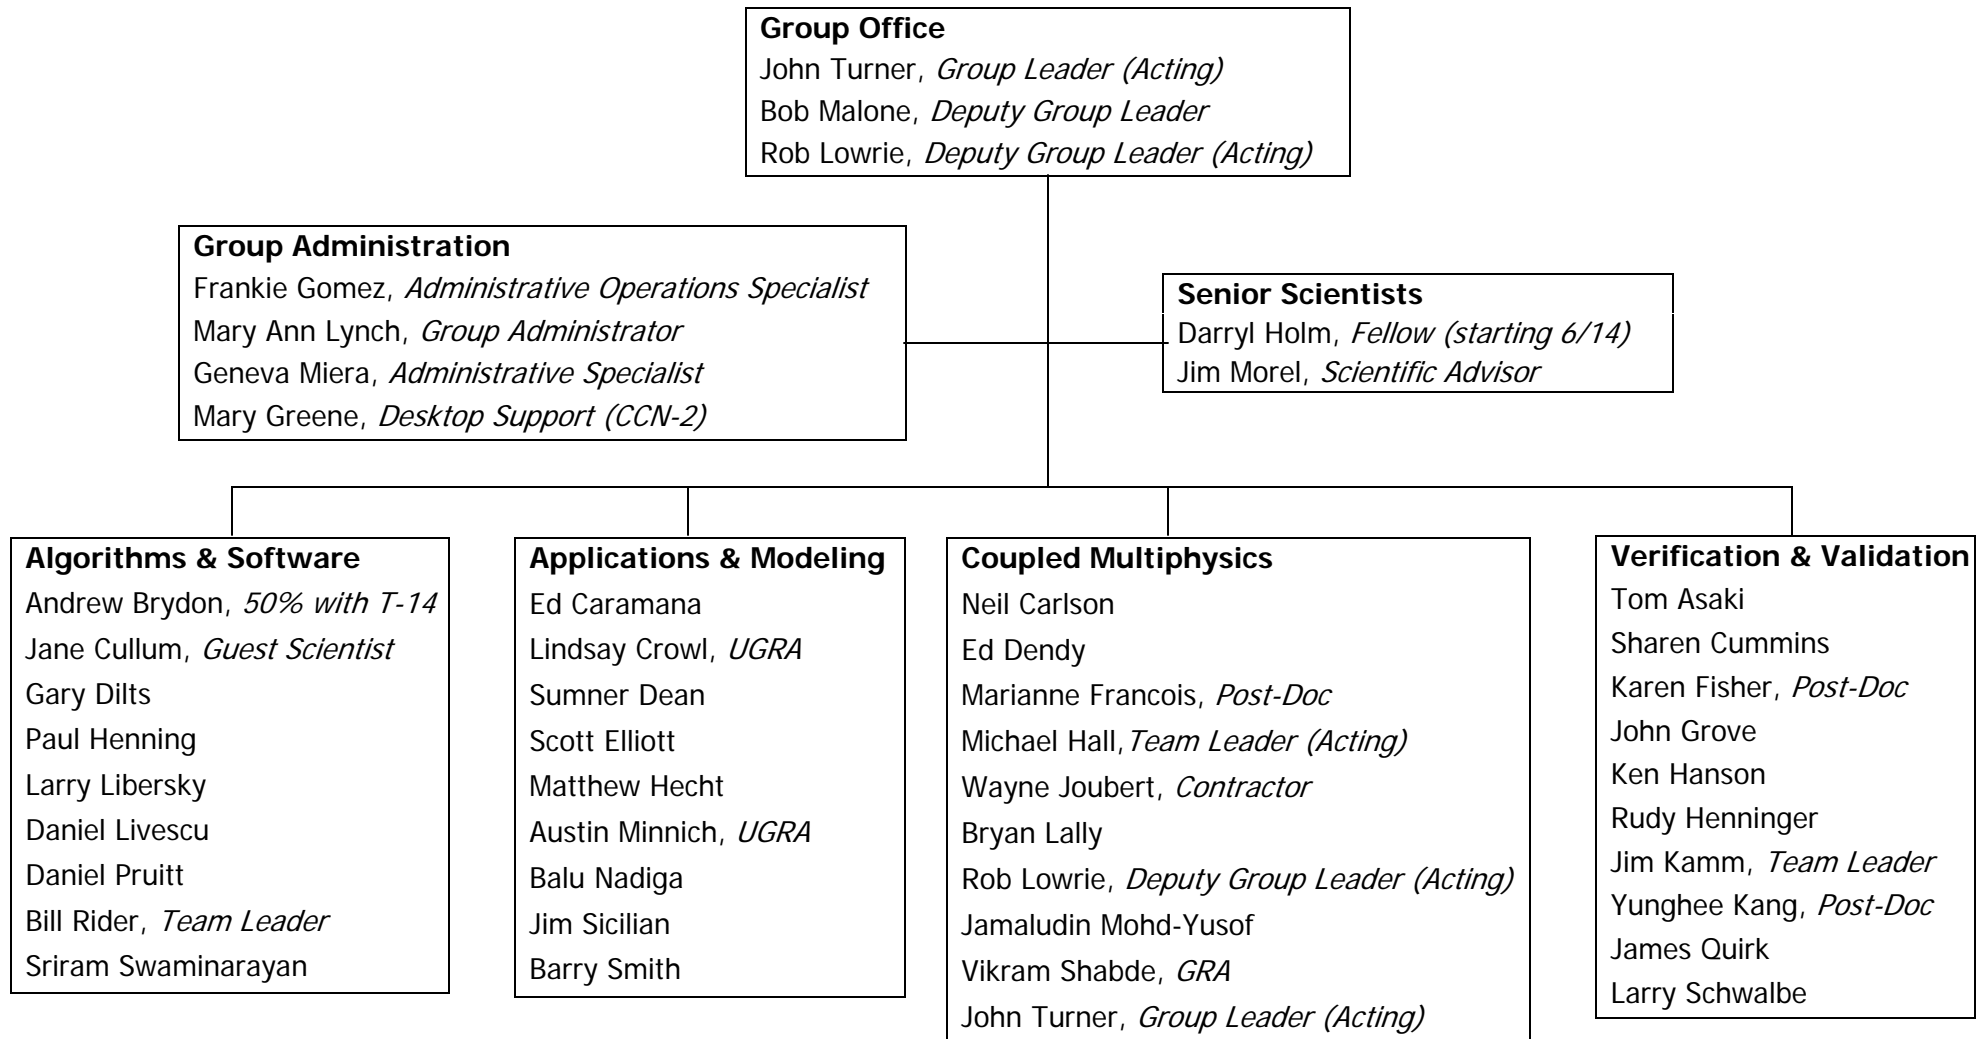 Group Office
John Turner, Group Leader (Acting)
Bob Malone, Deputy Group Leader
Rob Lowrie, Deputy Group Leader (Acting)
Group Administration
Frankie Gomez, Administrative Operations Specialist
Mary Ann Lynch, Group Administrator
Geneva Miera, Administrative Specialist
Mary Greene, Desktop Support (CCN-2)
Senior Scientists
Darryl Holm, Fellow (starting 6/14)
Jim Morel, Scientific Advisor
Algorithms & Software
Andrew Brydon, 50% with T-14
Jane Cullum, Guest Scientist
Gary Dilts
Paul Henning
Larry Libersky
Daniel Livescu
Daniel Pruitt
Bill Rider, Team Leader
Sriram Swaminarayan
Applications & Modeling
Ed Caramana
Lindsay Crowl, UGRA
Sumner Dean
Scott Elliott
Matthew Hecht
Austin Minnich, UGRA
Balu Nadiga
Jim Sicilian
Barry Smith
Coupled Multiphysics
Neil Carlson
Ed Dendy
Marianne Francois, Post-Doc
Michael Hall,Team Leader (Acting)
Wayne Joubert, Contractor
Bryan Lally
Rob Lowrie, Deputy Group Leader (Acting)
Jamaludin Mohd-Yusof
Vikram Shabde, GRA
John Turner, Group Leader (Acting)
Verification & Validation
Tom Asaki
Sharen Cummins
Karen Fisher, Post-Doc
John Grove
Ken Hanson
Rudy Henninger
Jim Kamm, Team Leader
Yunghee Kang, Post-Doc
James Quirk
Larry Schwalbe